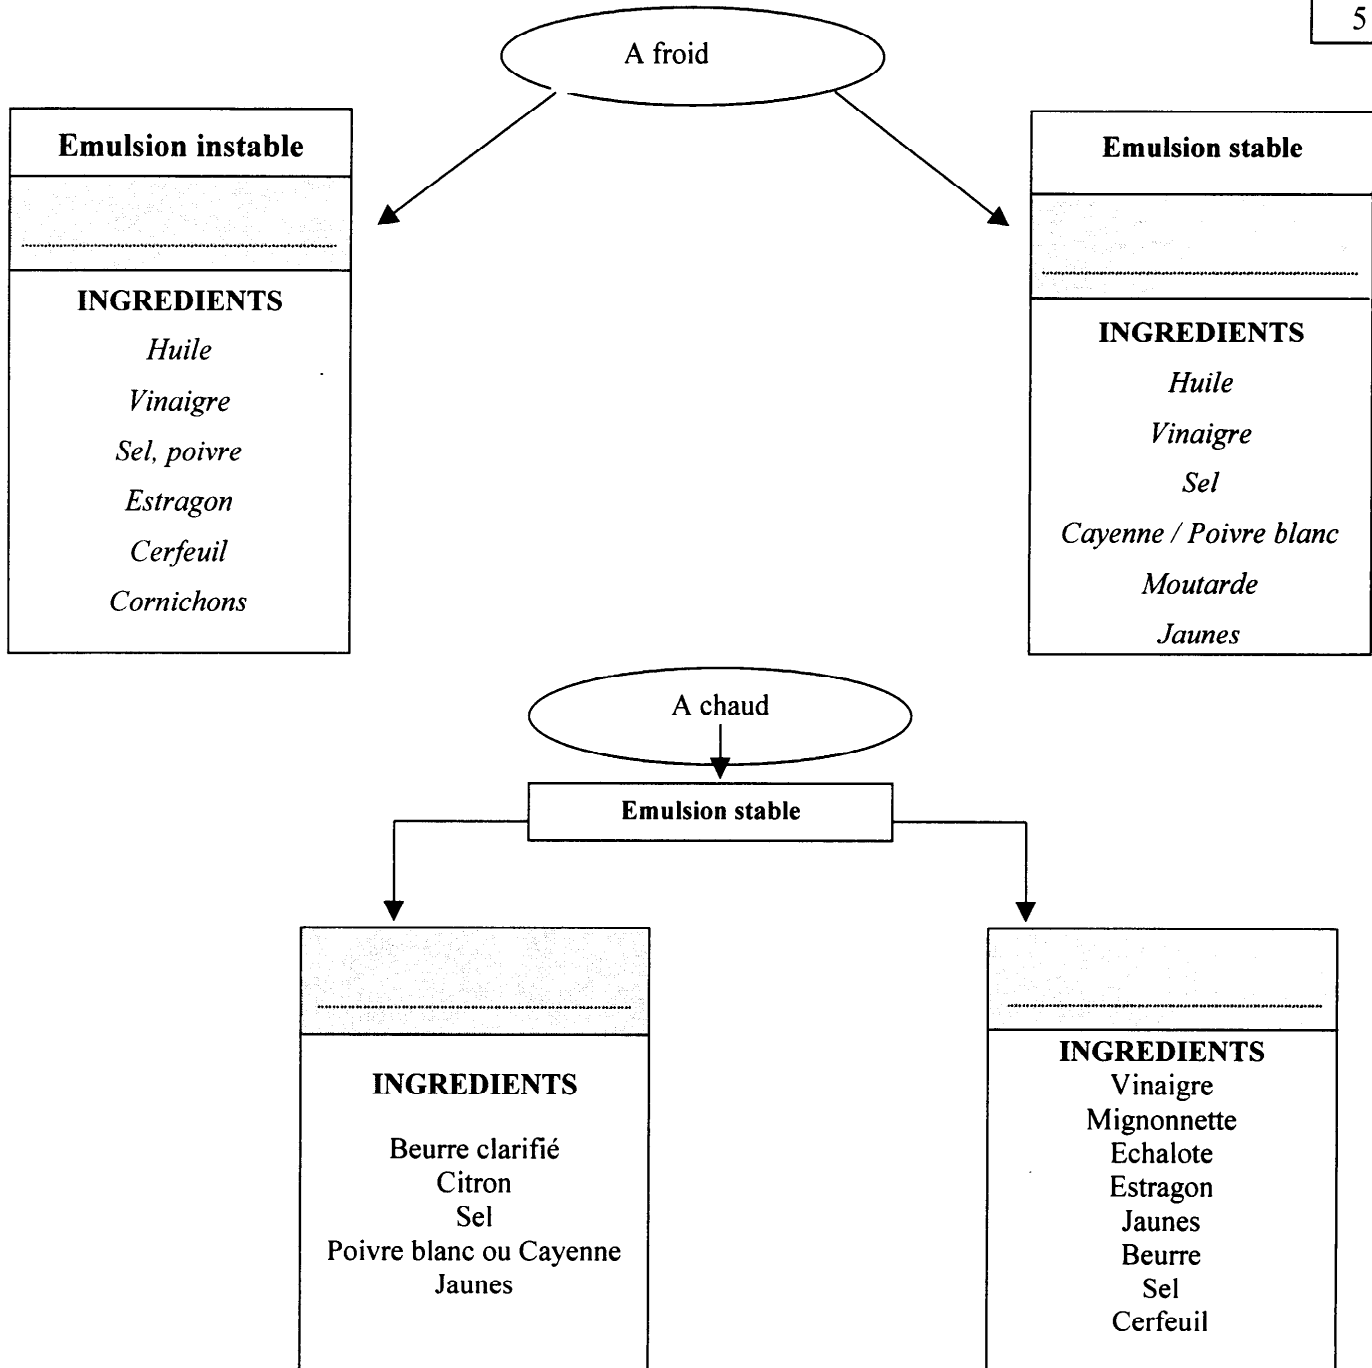 5
A froid
Emulsion instable
INGREDIENTS
Huile
Vinaigre
Sel, poivre
Estragon
Cerfeuil
Cornichons
Emulsion stable
INGREDIENTS
Huile
Vinaigre
Sel
Cayenne / Poivre blanc
Moutarde
Jaunes
A chaud
Emulsion stable
INGREDIENTS
Beurre clarifié
Citron
Sel
Poivre blanc ou Cayenne
Jaunes
INGREDIENTS
Vinaigre
Mignonnette
Echalote
Estragon
Jaunes
Beurre
Sel
Cerfeuil